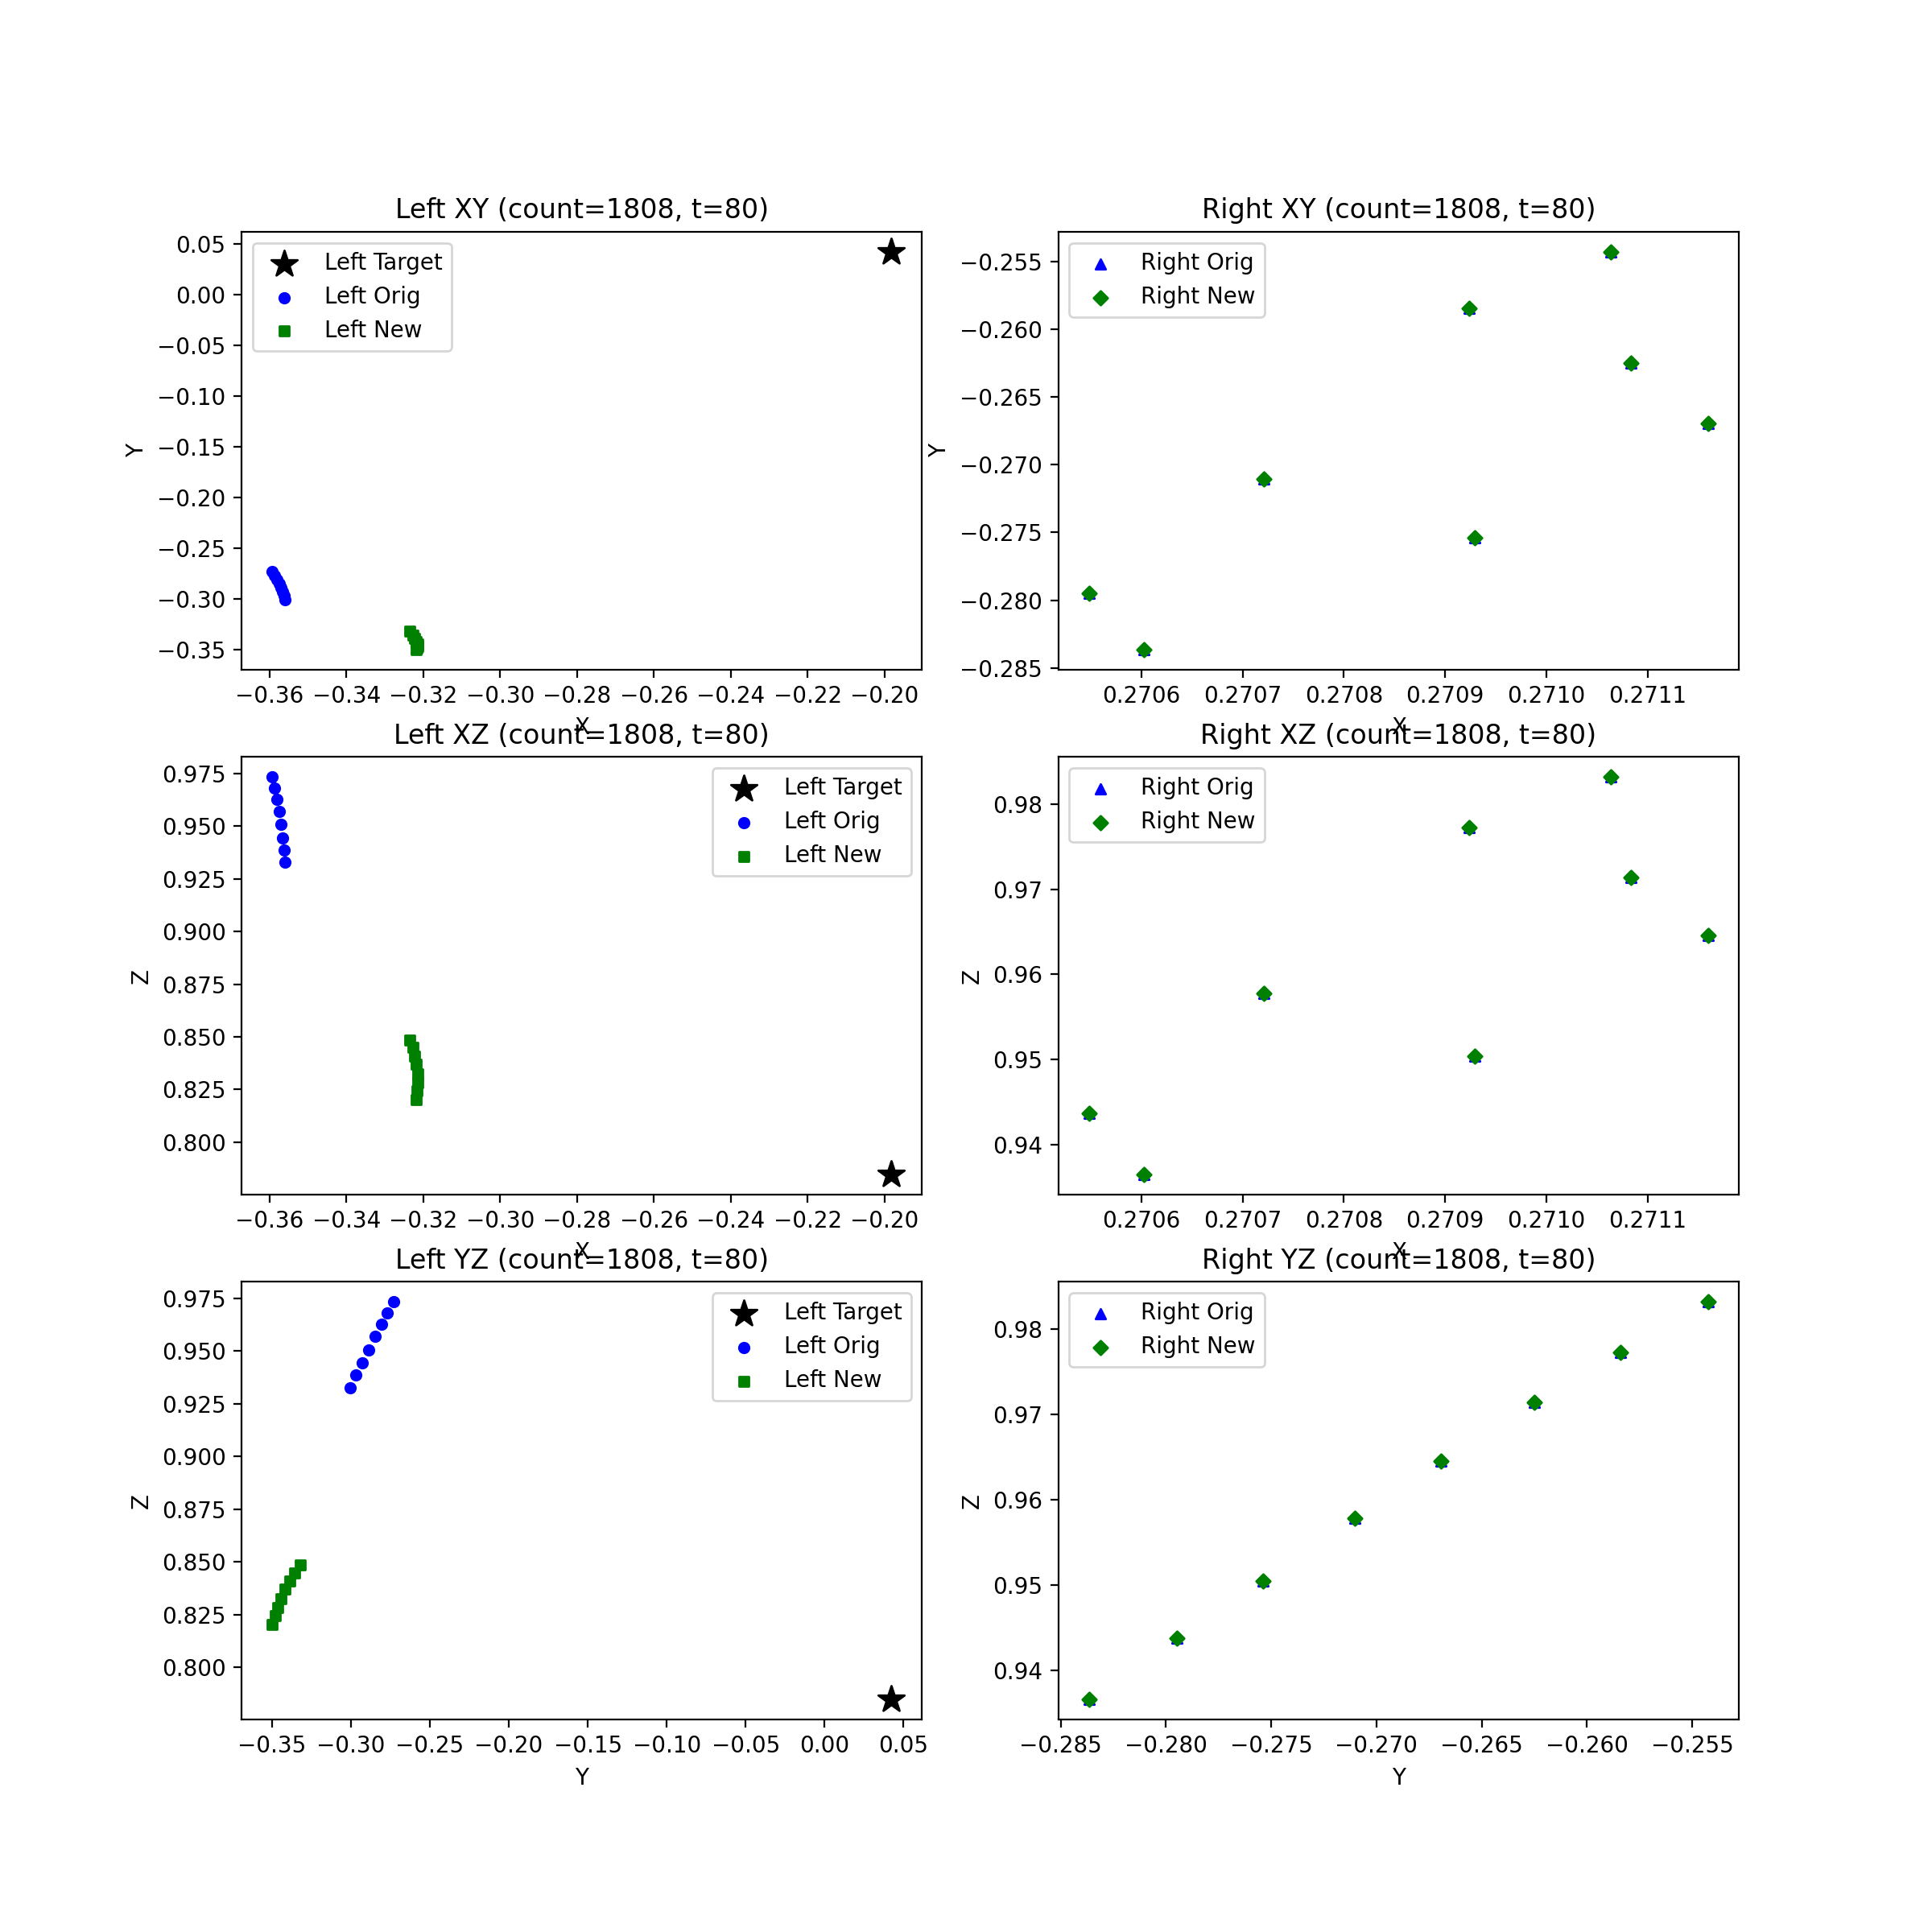 Left XY (count=1808, t=80)
Left Target
Left Orig
Left New
0.05
0.00
−0.05
−0.10
−0.15
−0.20
−0.25
−0.30
−0.35
Y
−0.36 −0.34 −0.32 −0.30 −0.28 −0.26 −0.24 −0.22 −0.20
X
Right XY (count=1808, t=80)
Right Orig
Right New
−0.255
−0.260
−0.265
−0.270
−0.275
−0.280
−0.285
Y
0.2706 0.2707 0.2708 0.2709 0.2710 0.2711
X
Left XZ (count=1808, t=80)
Left Target
Left Orig
Left New
0.975
0.950
0.925
0.900
0.875
0.850
0.825
0.800
Z
−0.36 −0.34 −0.32 −0.30 −0.28 −0.26 −0.24 −0.22 −0.20
X
Right XZ (count=1808, t=80)
Right Orig
Right New
0.98
0.97
0.96
0.95
0.94
Z
0.2706 0.2707 0.2708 0.2709 0.2710 0.2711
X
Left YZ (count=1808, t=80)
Left Target
Left Orig
Left New
0.975
0.950
0.925
0.900
0.875
0.850
0.825
0.800
Z
−0.35 −0.30 −0.25 −0.20 −0.15 −0.10 −0.05 0.00 0.05
Y
Right YZ (count=1808, t=80)
Right Orig
Right New
0.98
0.97
0.96
0.95
0.94
Z
−0.285 −0.280 −0.275 −0.270 −0.265 −0.260 −0.255
Y